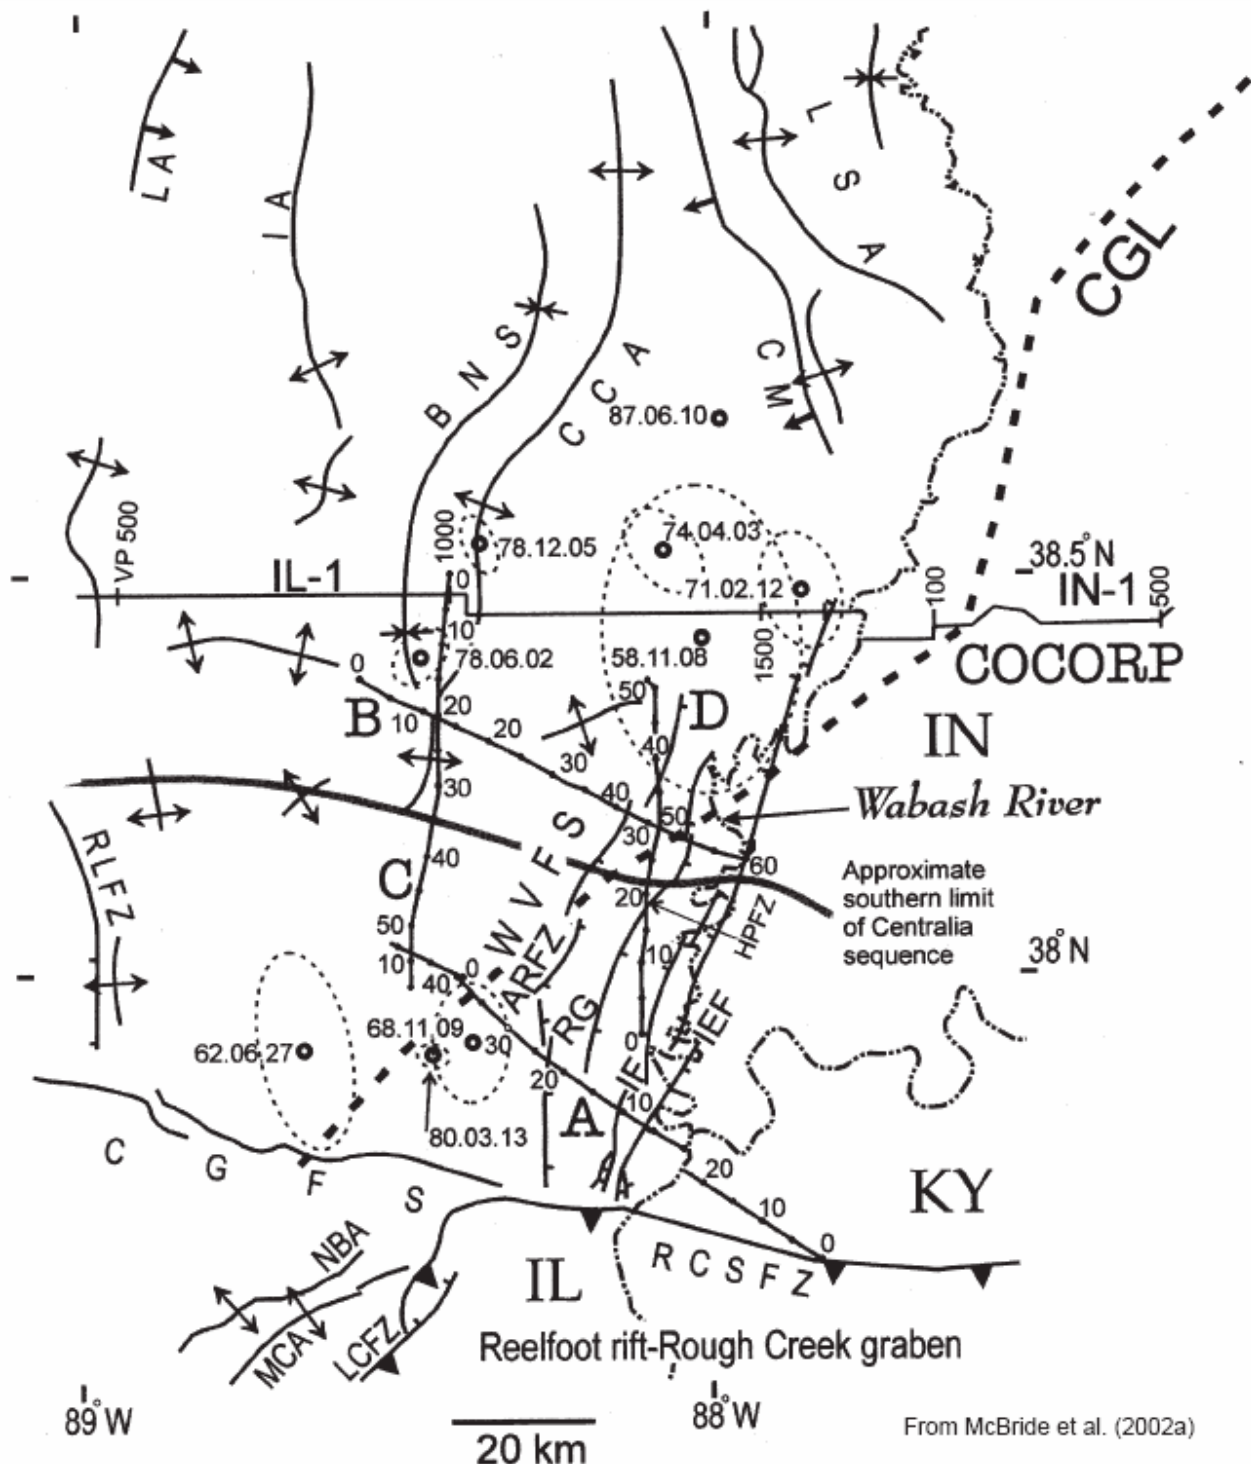 LA
IA
B N S
C C A
L S A
C M
CGL
87.06.10
VP 500
1000
78.12.05
74.04.03
71.02.12
38.5°N
IL-1
0
100
IN-1
500
10
78.06.02
58.11.08
1500
COCORP
0
B
10
20
20
50
D
IN
30
40
30
40
50
30
Wabash River
60
RLFZ
C
40
W V F S
20
HPFZ
Approximate
southern limit
of Centralia
sequence
50
10
40
0
ARFZ
10
38°N
RG
IEF
62.06.27
68.11.09
30
0
20
10
A
80.03.13
C G F S
20
10
0
KY
NBA
MCA
LCFZ
IL
R C S F Z
Reelfoot rift-Rough Creek graben
89°W
88°W
20 km
From McBride et al. (2002a)